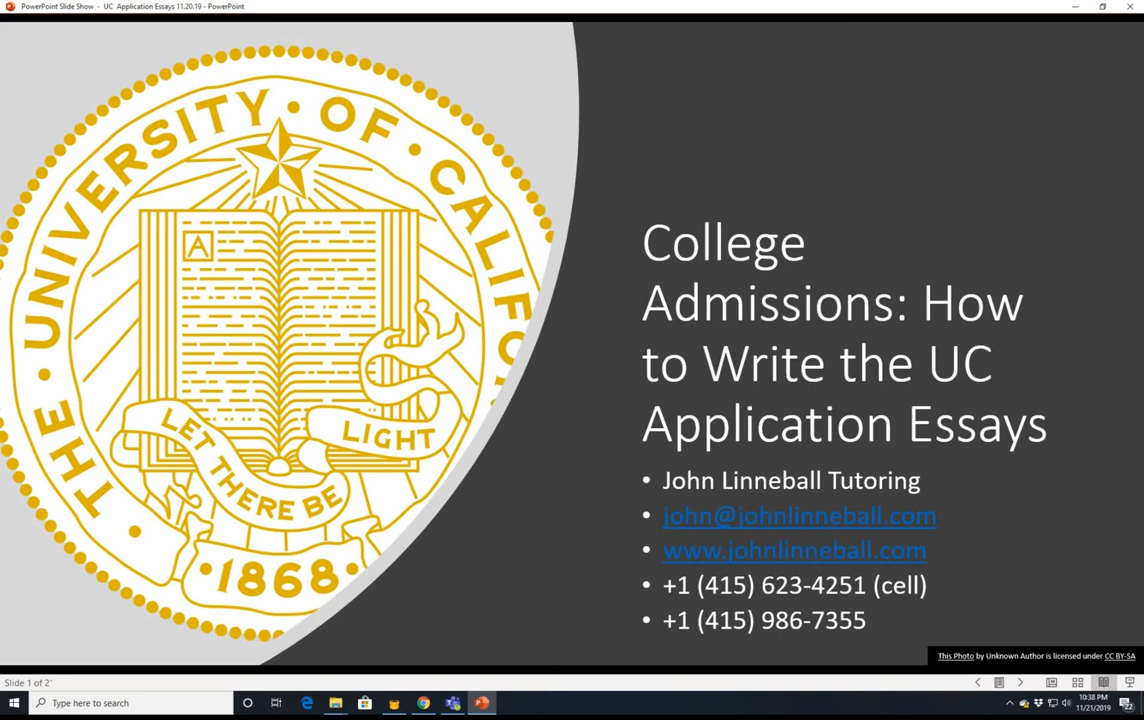 PowerPoint Slide Show - UC Application Essays 11.20.19 - PowerPoint
THE · UNIVERSITY · OF · CALIFO
A
LET THERE BE LIGHT
·1868·
College
Admissions: How
to Write the UC
Application Essays
• John Linneball Tutoring
• john@johnlinneball.com
• www.johnlinneball.com
• +1 (415) 623-4251 (cell)
• +1 (415) 986-7355
This Photo by Unknown Author is licensed under CC BY-SA
Slide 1 of 2
Type here to search
10:38 PM
11/21/2019
22